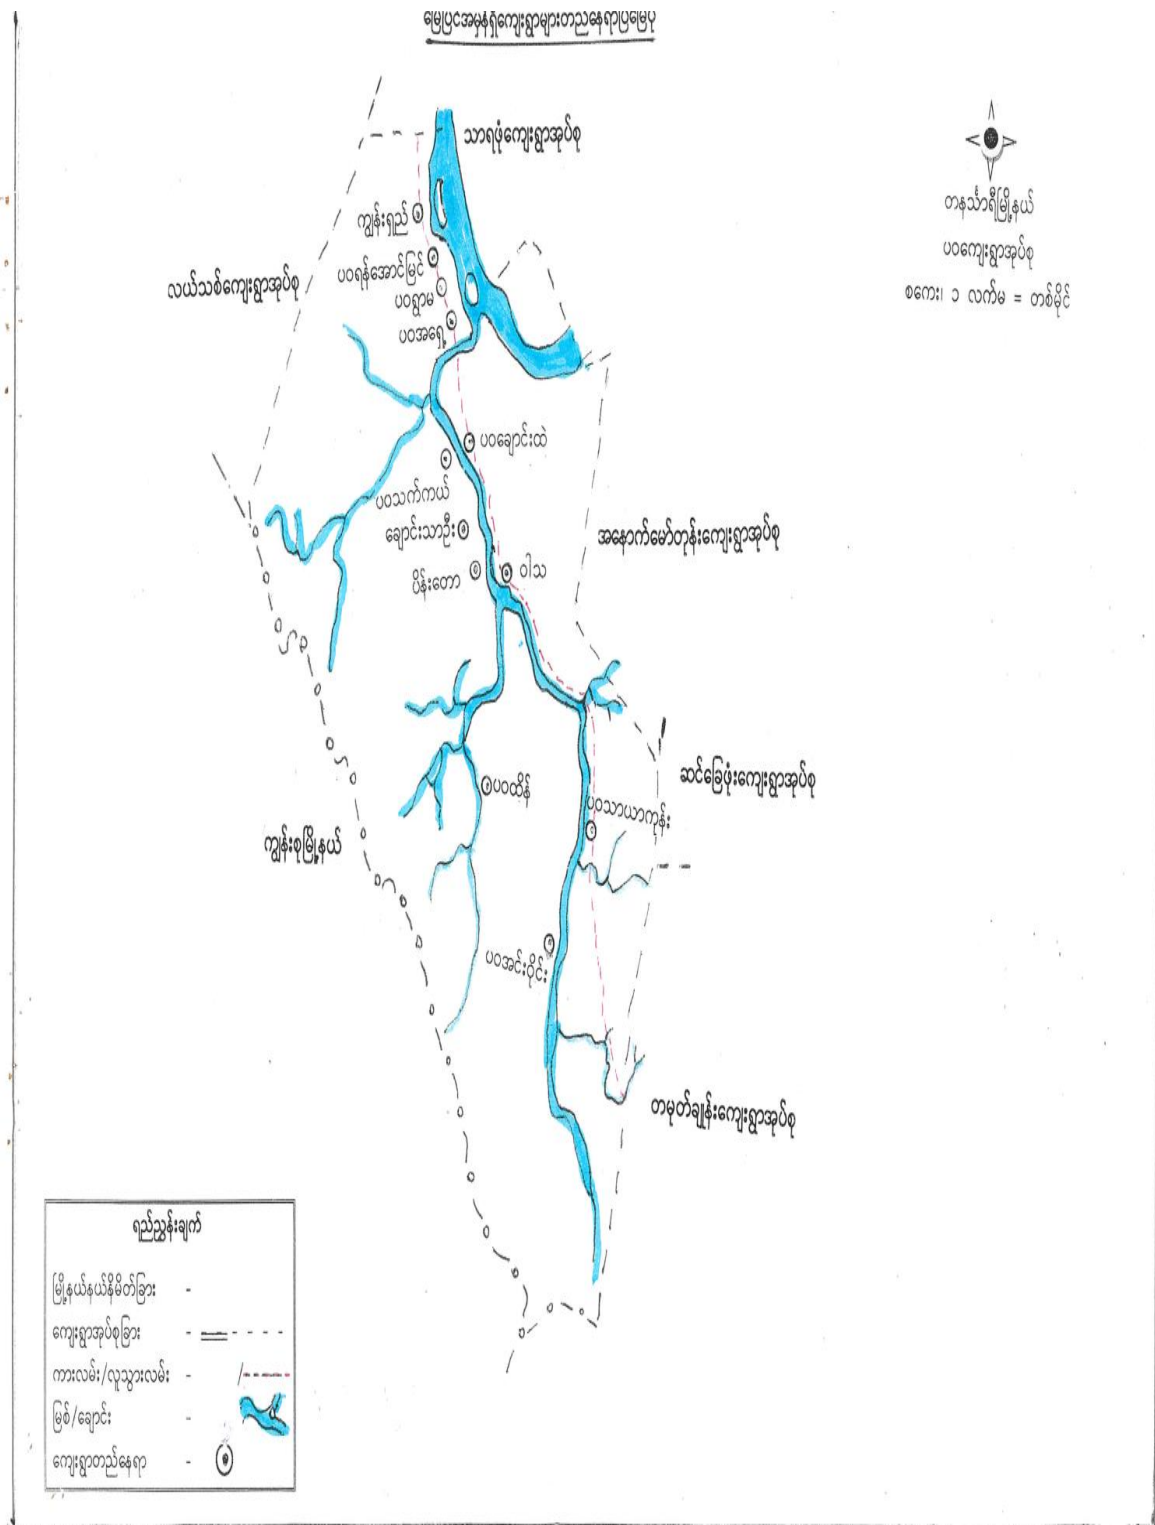 မြေပြင်အမှန်ရှိကျေးရွာများတည်နေရာပြမြေပုံ
သာရဖုံကျေးရွာအုပ်စု
တနင်္သာရီမြို့နယ်
ပဝကျေးရွာအုပ်စု
စကေး၊ ၁ လက်မ = တစ်မိုင်
ကျွန်းရှည်
ပဝရန်အောင်မြင်
လယ်သစ်ကျေးရွာအုပ်စု
ပဝရွာမ
ပဝအရှေ့
ပဝချောင်းထဲ
ပဝသက်ကယ်
ချောင်းသာဦး
အနောက်မော်တုန်းကျေးရွာအုပ်စု
ပိန်းတော
ဝါသ
ဆင်ခြေဖုံးကျေးရွာအုပ်စု
ပဝထိန်
ပဝသာယာကုန်း
ကျွန်းစုမြို့နယ်
ပဝအင်းဝိုင်း
တမုတ်ချွန်းကျေးရွာအုပ်စု
ရည်ညွှန်းချက်
မြို့နယ်နယ်နိမိတ်ခြား -
ကျေးရွာအုပ်စုခြား -
ကားလမ်း/လူသွားလမ်း - /
မြစ်/ချောင်း -
ကျေးရွာတည်နေရာ -